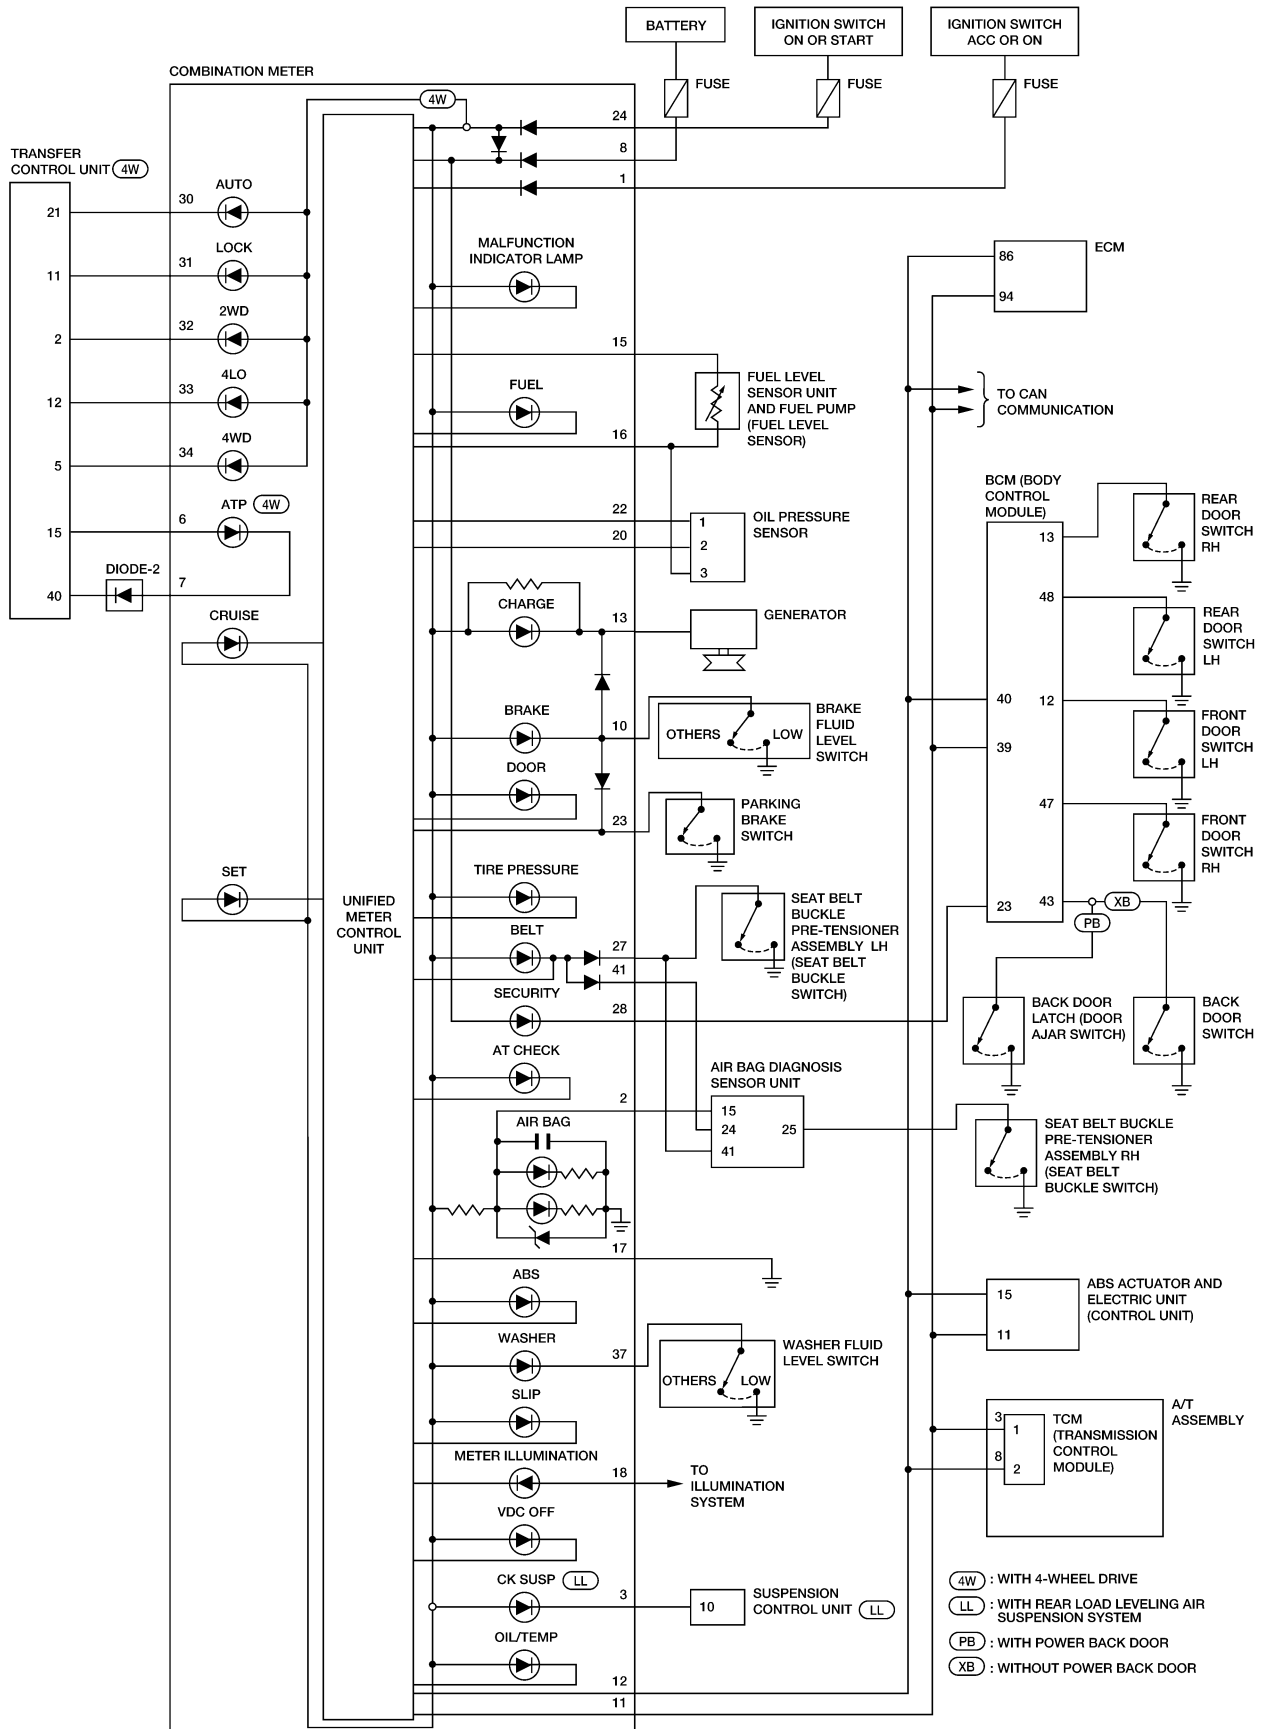 BATTERY
IGNITION SWITCH
ON OR START
IGNITION SWITCH
ACC OR ON
FUSE
FUSE
FUSE
COMBINATION METER
4W
24
8
1
TRANSFER
CONTROL UNIT 4W
AUTO
21
30
LOCK
11
31
2WD
2
32
4LO
12
33
4WD
5
34
ATP 4W
15
6
DIODE-2
40
7
CRUISE
SET
UNIFIED
METER
CONTROL
UNIT
MALFUNCTION
INDICATOR LAMP
15
FUEL
16
FUEL LEVEL
SENSOR UNIT
AND FUEL PUMP
(FUEL LEVEL
SENSOR)
22
20
1
2
3
OIL PRESSURE
SENSOR
CHARGE
13
GENERATOR
BRAKE
10
OTHERS
LOW
BRAKE
FLUID
LEVEL
SWITCH
DOOR
23
PARKING
BRAKE
SWITCH
TIRE PRESSURE
BELT
27
41
SEAT BELT
BUCKLE
PRE-TENSIONER
ASSEMBLY LH
(SEAT BELT
BUCKLE
SWITCH)
SECURITY
28
AT CHECK
2
AIR BAG DIAGNOSIS
SENSOR UNIT
15
24
25
41
AIR BAG
17
ABS
WASHER
37
OTHERS
LOW
WASHER FLUID
LEVEL SWITCH
SLIP
METER ILLUMINATION
18
TO
ILLUMINATION
SYSTEM
VDC OFF
CK SUSP LL
3
10
SUSPENSION
CONTROL UNIT LL
OIL/TEMP
12
11
86
94
ECM
TO CAN
COMMUNICATION
BCM (BODY
CONTROL
MODULE)
13
48
40
12
39
47
23
43
XB
PB
REAR
DOOR
SWITCH
RH
REAR
DOOR
SWITCH
LH
FRONT
DOOR
SWITCH
LH
FRONT
DOOR
SWITCH
RH
BACK DOOR
LATCH (DOOR
AJAR SWITCH)
BACK
DOOR
SWITCH
SEAT BELT BUCKLE
PRE-TENSIONER
ASSEMBLY RH
(SEAT BELT
BUCKLE SWITCH)
15
11
ABS ACTUATOR AND
ELECTRIC UNIT
(CONTROL UNIT)
3
1
8
2
TCM
(TRANSMISSION
CONTROL
MODULE)
A/T
ASSEMBLY
4W : WITH 4-WHEEL DRIVE
LL : WITH REAR LOAD LEVELING AIR
SUSPENSION SYSTEM
PB : WITH POWER BACK DOOR
XB : WITHOUT POWER BACK DOOR